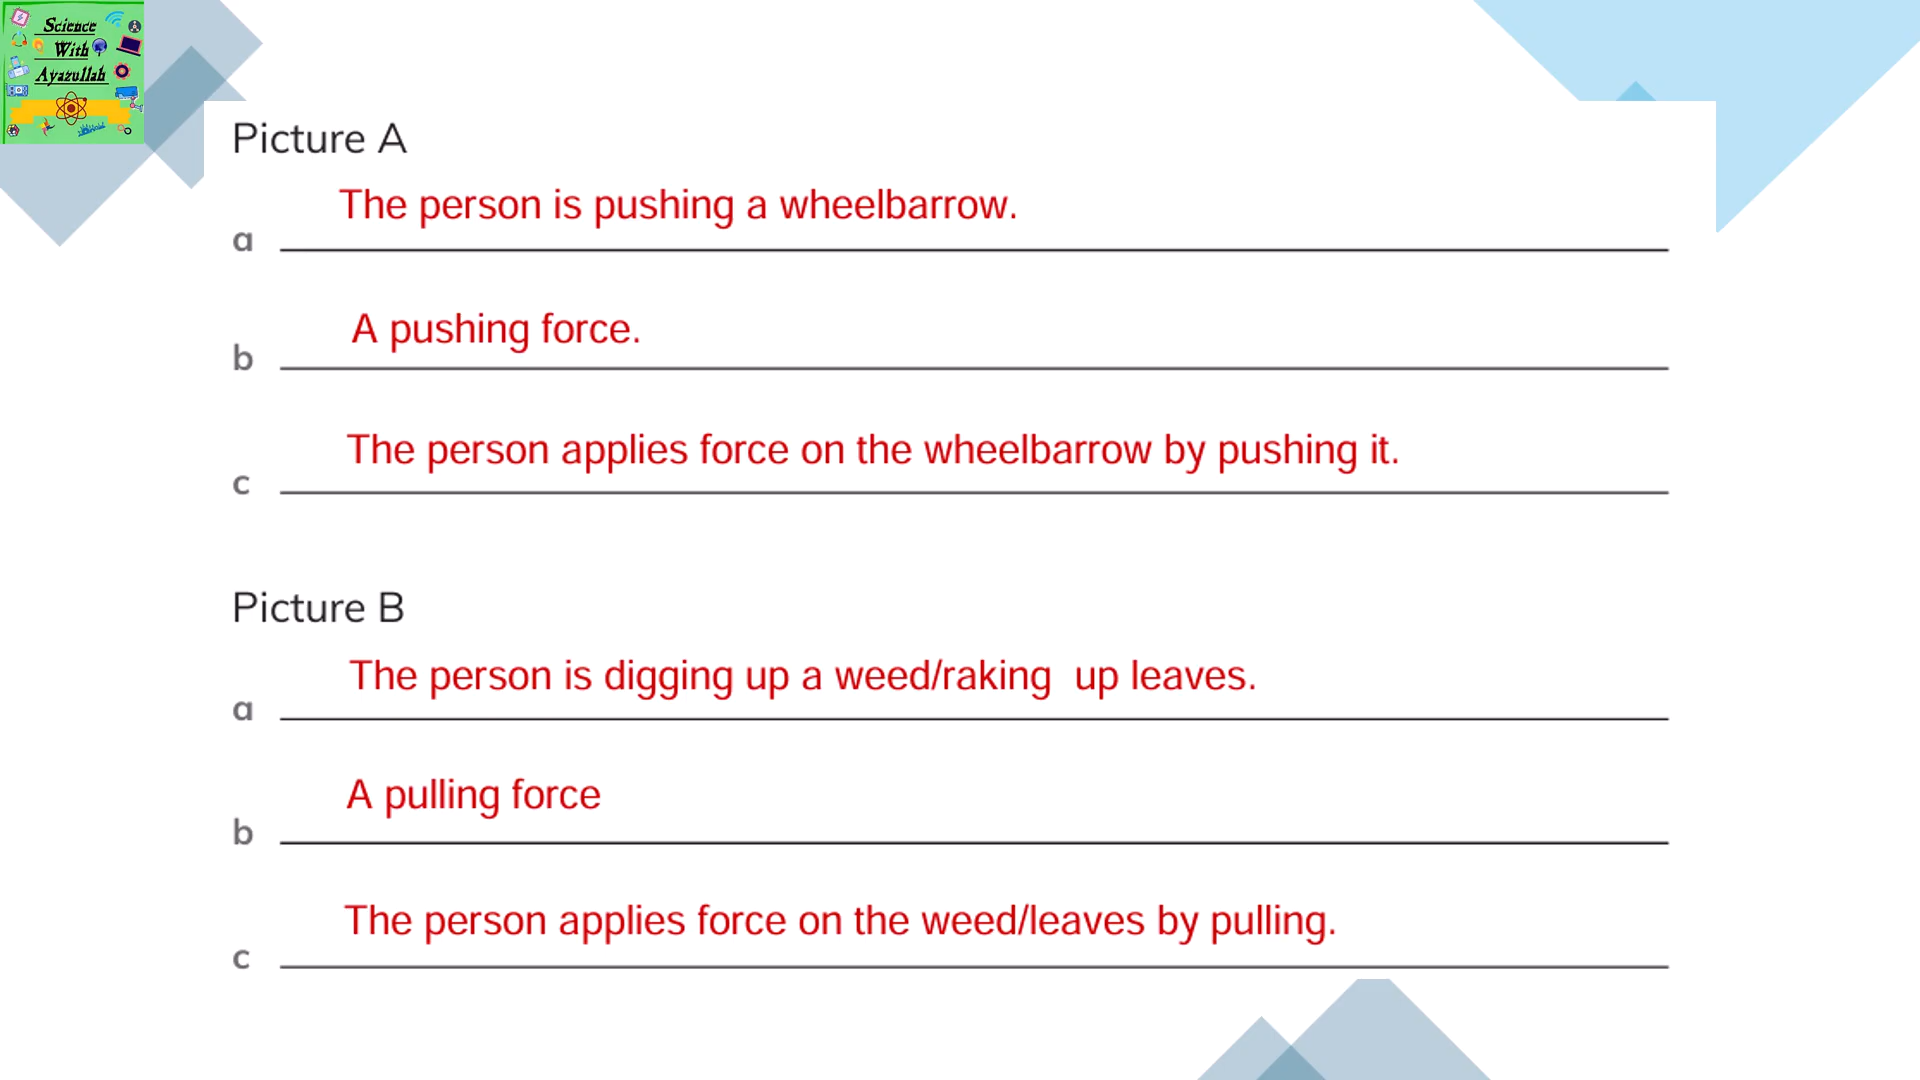 Science
With
Ayazullah
Picture A
The person is pushing a wheelbarrow.
a
A pushing force.
b
The person applies force on the wheelbarrow by pushing it.
c
Picture B
The person is digging up a weed/raking  up leaves.
a
A pulling force
b
The person applies force on the weed/leaves by pulling.
c